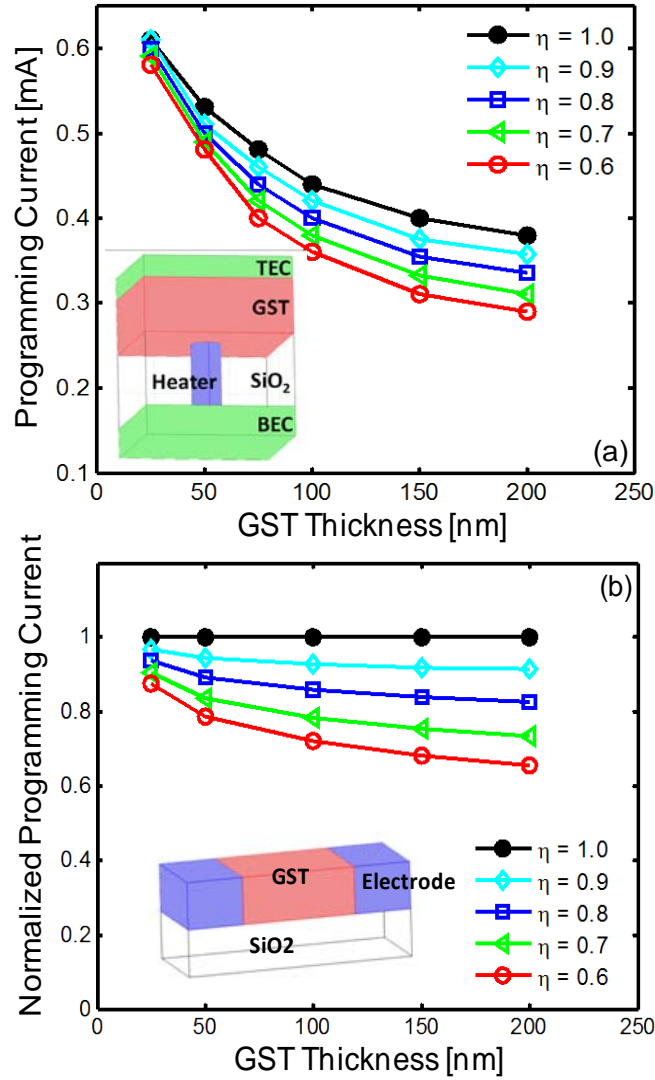 Programming Current [mA]
0.6
0.5
0.4
0.3
0.2
0.1
η = 1.0
η = 0.9
η = 0.8
η = 0.7
η = 0.6
TEC
GST
Heater SiO₂
BEC
(a)
0 50 100 150 200 250
GST Thickness [nm]
Normalized Programming Current
(b)
1
0.8
0.6
0.4
0.2
0
η = 1.0
η = 0.9
η = 0.8
η = 0.7
η = 0.6
GST
Electrode
SiO2
0 50 100 150 200 250
GST Thickness [nm]